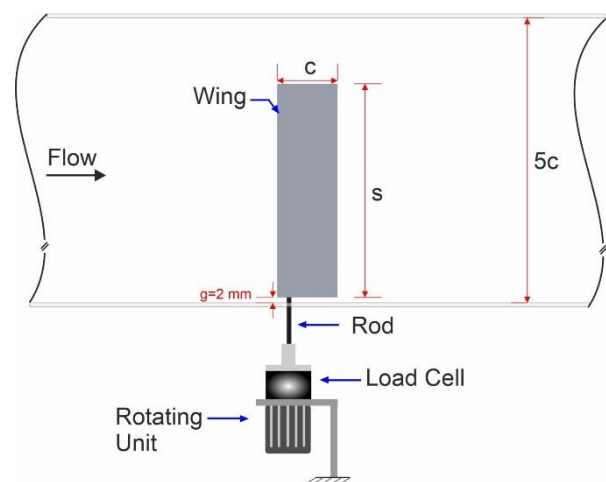 c
Wing
Flow
s
5c
g=2 mm
Rod
Load Cell
Rotating
Unit